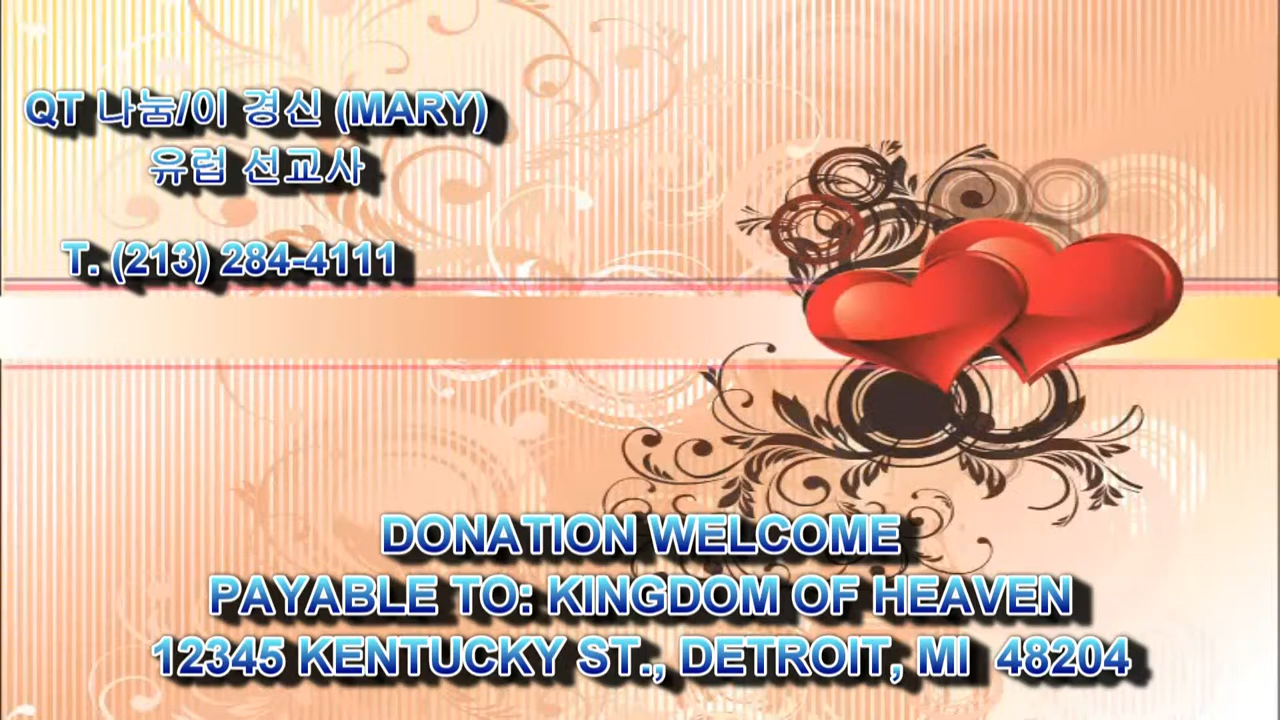 QT 나눔/이 경신 (MARY)
유럽 선교사
T. (213) 284-4111
DONATION WELCOME
PAYABLE TO: KINGDOM OF HEAVEN
12345 KENTUCKY ST., DETROIT, MI  48204